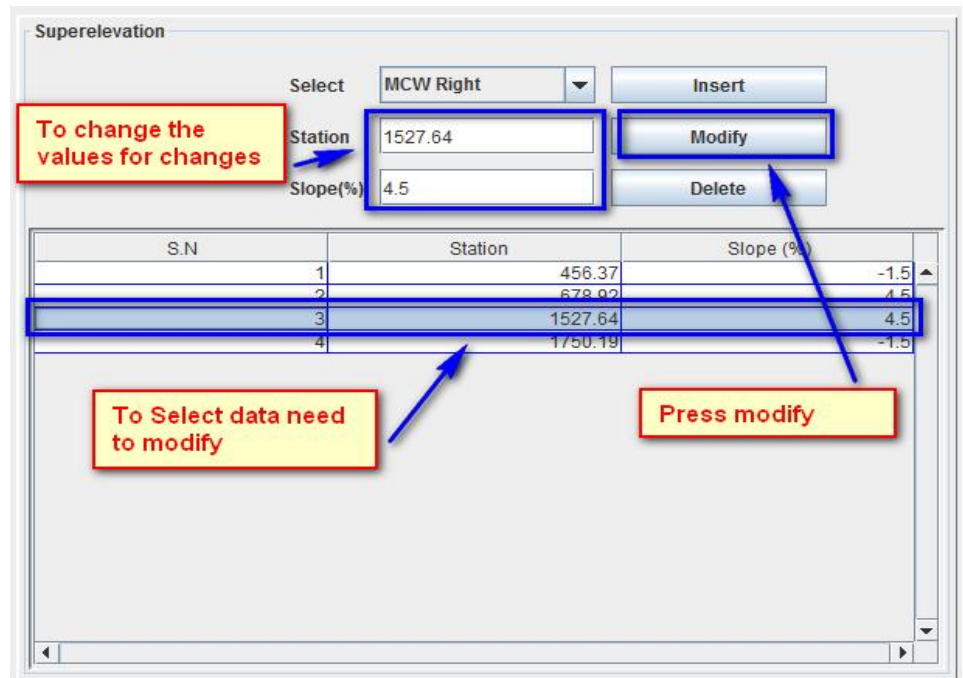 Superelevation
Select MCW Right Insert
To change the
values for changes
Station 1527.64 Modify
Slope(%) 4.5 Delete
S.N Station Slope (%)
1 456.37 -1.5
2 678.92 4.5
3 1527.64 4.5
4 1750.19 -1.5
To Select data need
to modify
Press modify